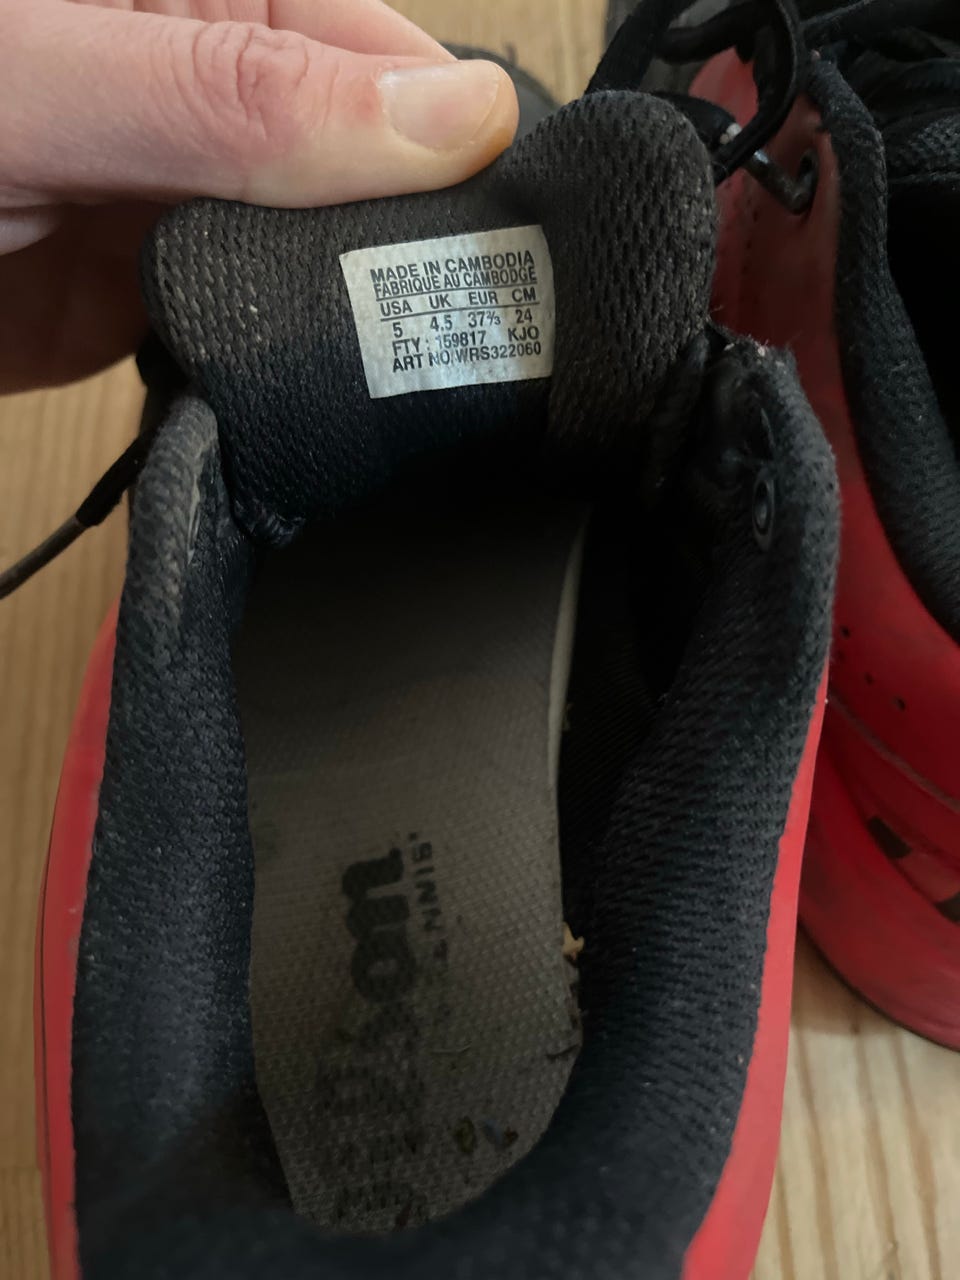 MADE IN CAMBODIA
FABRIQUE AU CAMBODGE
USA UK EUR CM
5 4.5 37⅔ 24
FTY : 159817 KJO
ART NO: WRS322060
TENNIS